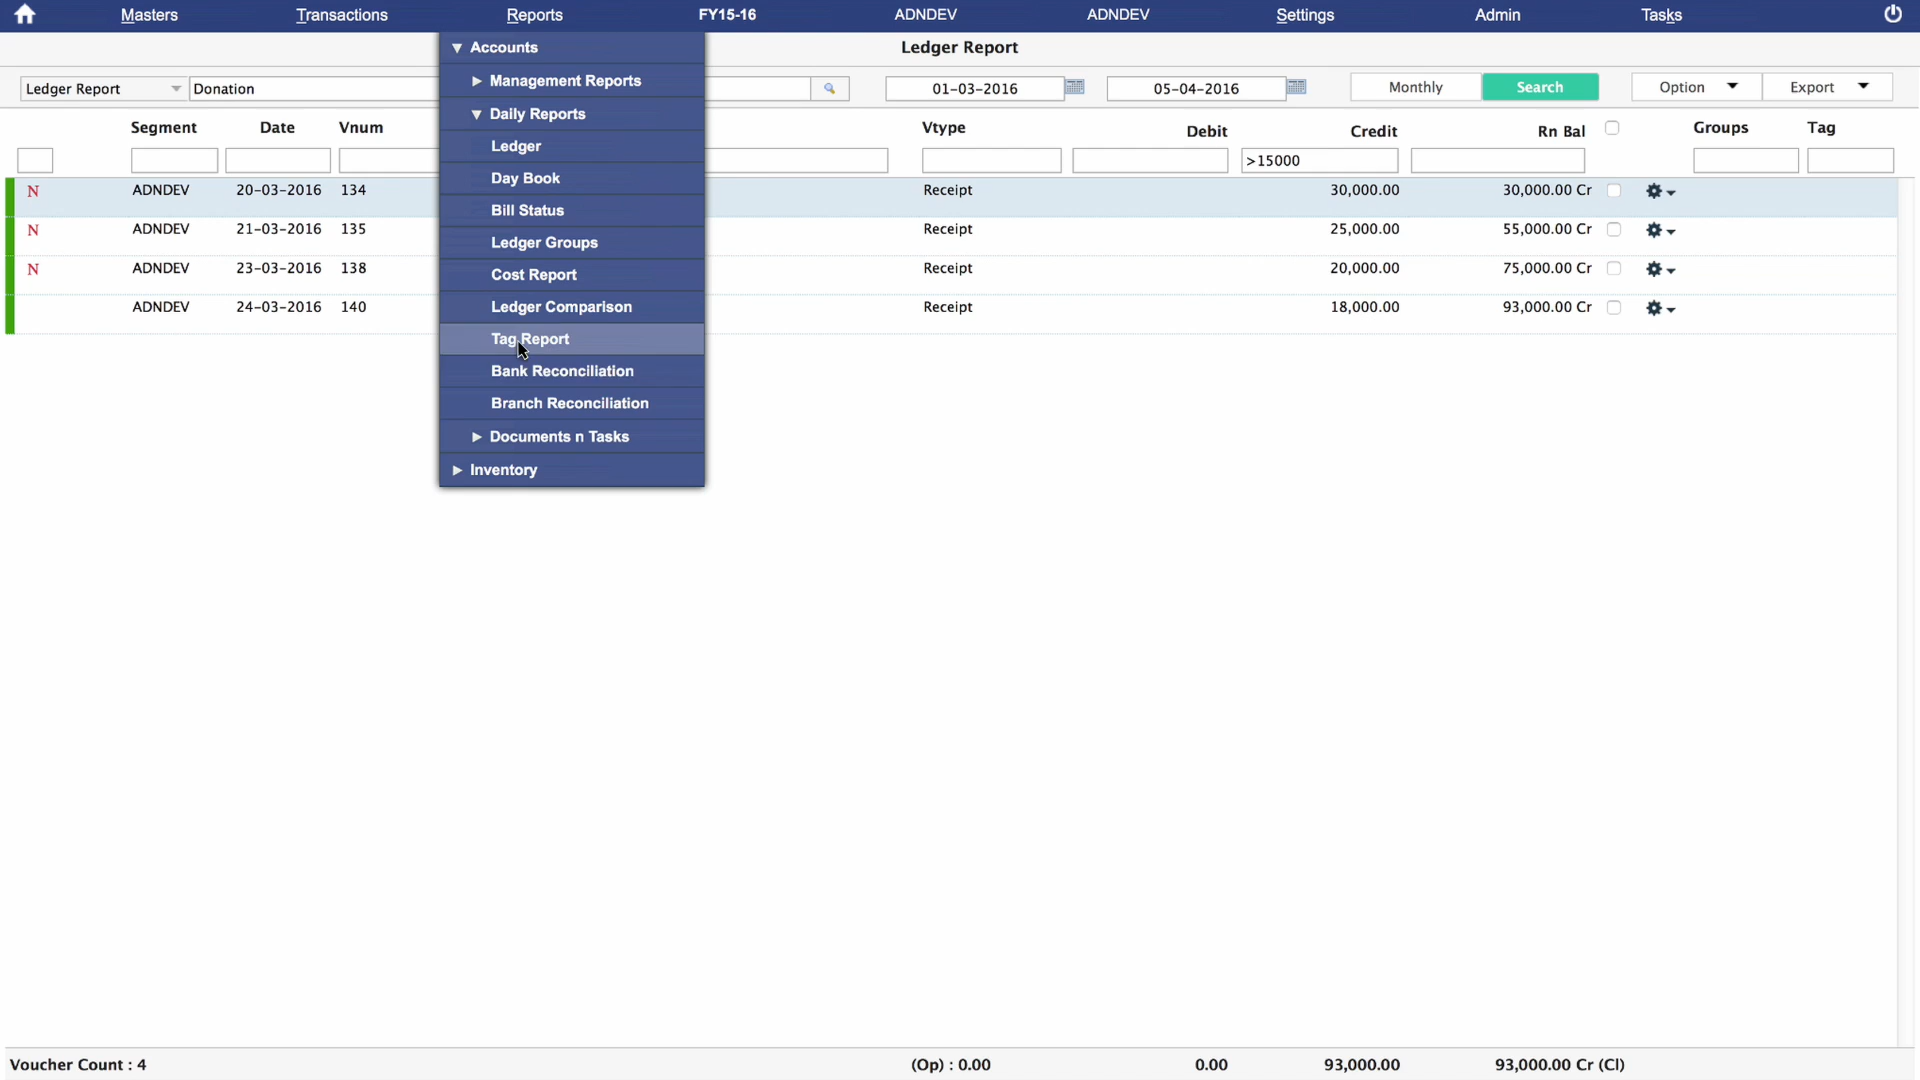 Masters Transactions Reports FY15-16 ADNDEV ADNDEV Settings Admin Tasks
Ledger Report
Ledger Report Donation 01-03-2016 05-04-2016 Monthly Search Option Export
Accounts
Management Reports
Daily Reports
Ledger
Day Book
Bill Status
Ledger Groups
Cost Report
Ledger Comparison
Tag Report
Bank Reconciliation
Branch Reconciliation
Documents n Tasks
Inventory
Segment Date Vnum Vtype Debit Credit Rn Bal Groups Tag
>15000
N ADNDEV 20-03-2016 134 Receipt 30,000.00 30,000.00 Cr
N ADNDEV 21-03-2016 135 Receipt 25,000.00 55,000.00 Cr
N ADNDEV 23-03-2016 138 Receipt 20,000.00 75,000.00 Cr
ADNDEV 24-03-2016 140 Receipt 18,000.00 93,000.00 Cr
Voucher Count : 4 (Op) : 0.00 0.00 93,000.00 93,000.00 Cr (Cl)